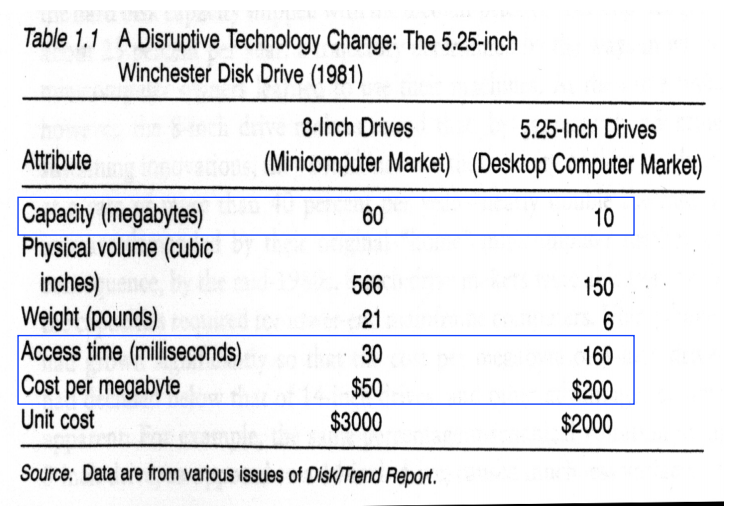 Table 1.1 A Disruptive Technology Change: The 5.25-inch
Winchester Disk Drive (1981)
8-Inch Drives 5.25-Inch Drives
Attribute (Minicomputer Market) (Desktop Computer Market)
Capacity (megabytes) 60 10
Physical volume (cubic
inches) 566 150
Weight (pounds) 21 6
Access time (milliseconds) 30 160
Cost per megabyte $50 $200
Unit cost $3000 $2000
Source: Data are from various issues of Disk/Trend Report.